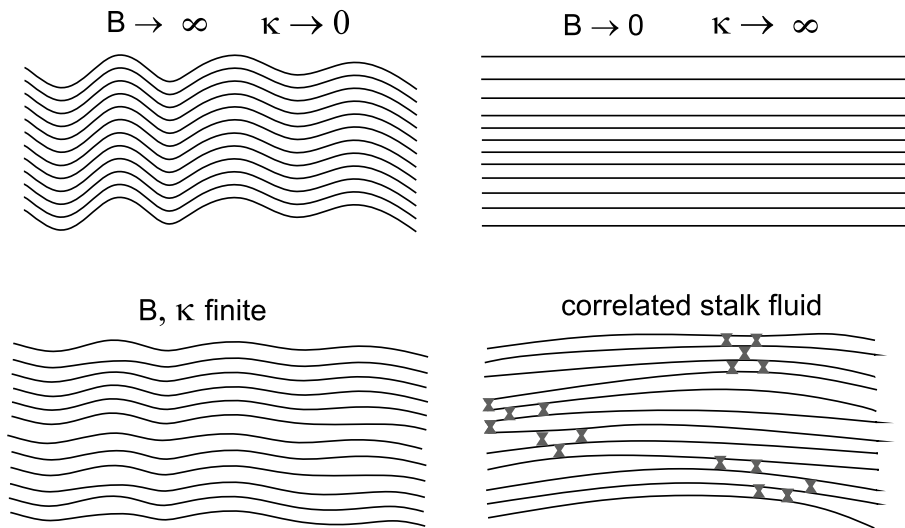 B → ∞ κ → 0
B → 0 κ → ∞
B, κ finite
correlated stalk fluid